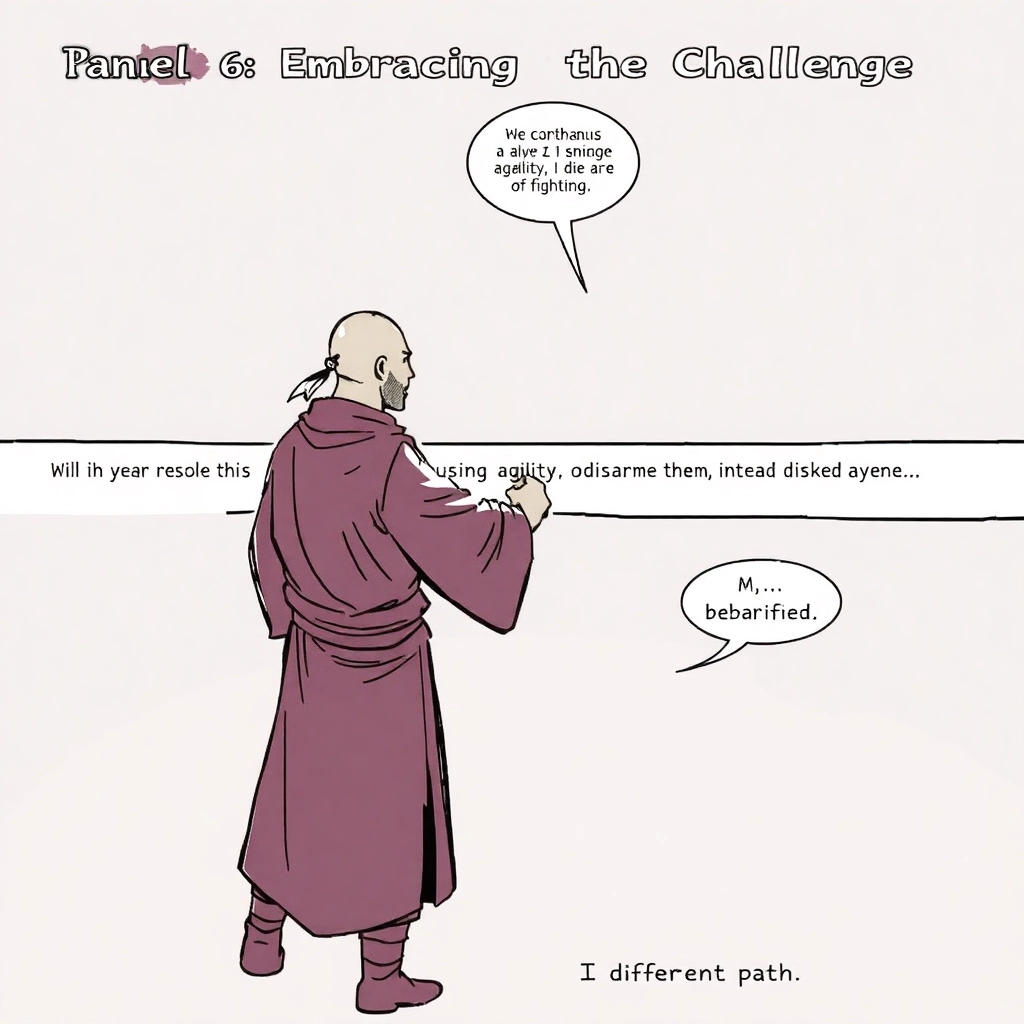 Paniel 6: Embracing the Challenge
We corthanus
a alye I I sninge
agality, I die are
of fighting.
Will ih year resole this using agility, odisarme them, intead disked ayene...
M,...
bebarified.
I different path.